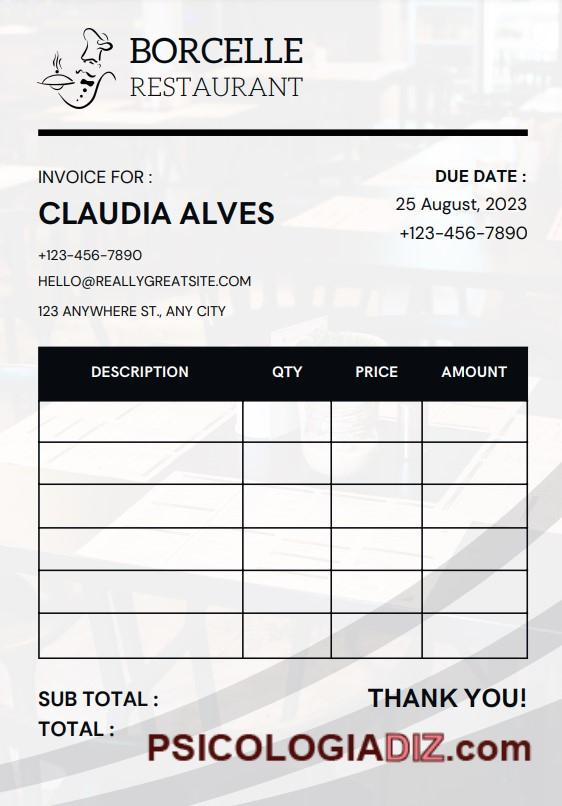 BORCELLE
RESTAURANT
INVOICE FOR :
CLAUDIA ALVES
+123-456-7890
HELLO@REALLYGREATSITE.COM
123 ANYWHERE ST., ANY CITY
DUE DATE :
25 August, 2023
+123-456-7890
DESCRIPTION QTY PRICE AMOUNT
SUB TOTAL :
TOTAL :
THANK YOU!
PSICOLOGIADIZ.com